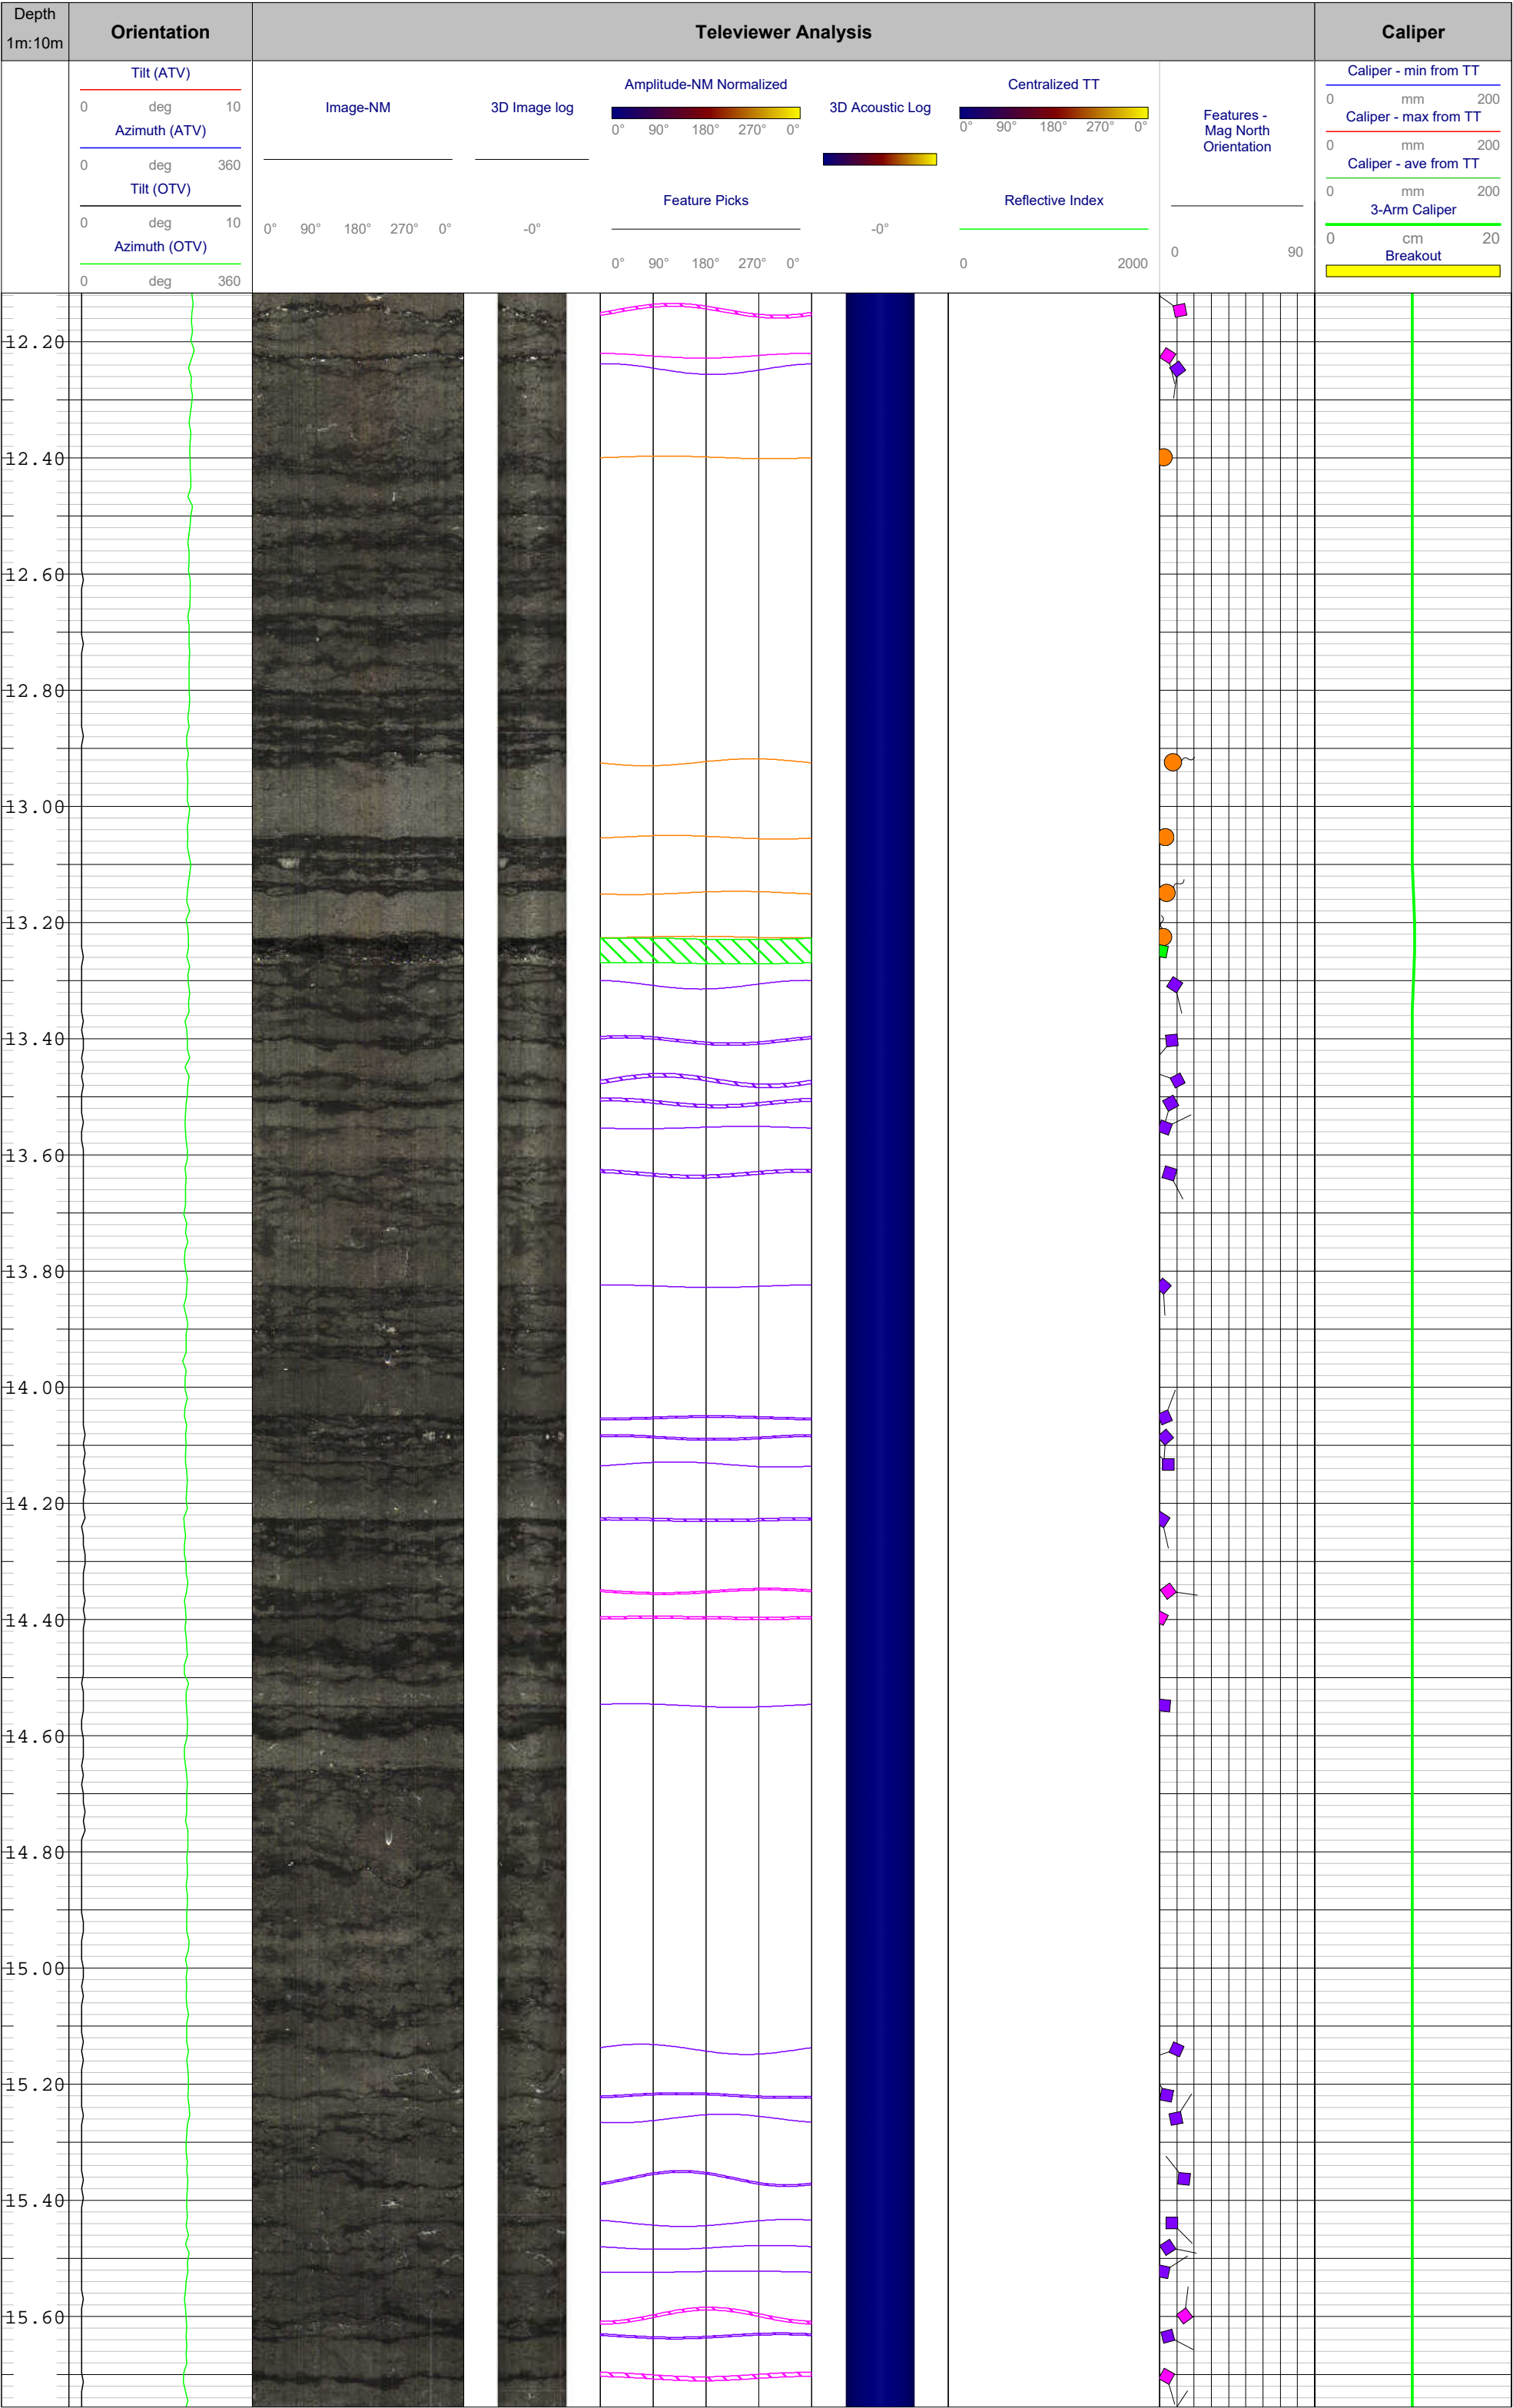 Depth
1m:10m
Orientation
Televiewer Analysis
Caliper
Tilt (ATV)
0 deg 10
Azimuth (ATV)
0 deg 360
Tilt (OTV)
0 deg 10
Azimuth (OTV)
0 deg 360
Image-NM
0° 90° 180° 270° 0°
3D Image log
-0°
Amplitude-NM Normalized
0° 90° 180° 270° 0°
Feature Picks
0° 90° 180° 270° 0°
3D Acoustic Log
-0°
Centralized TT
0° 90° 180° 270° 0°
Reflective Index
0 2000
Features -
Mag North
Orientation
0 90
Caliper - min from TT
0 mm 200
Caliper - max from TT
0 mm 200
Caliper - ave from TT
0 mm 200
3-Arm Caliper
0 cm 20
Breakout
12.20
12.40
12.60
12.80
13.00
13.20
13.40
13.60
13.80
14.00
14.20
14.40
14.60
14.80
15.00
15.20
15.40
15.60